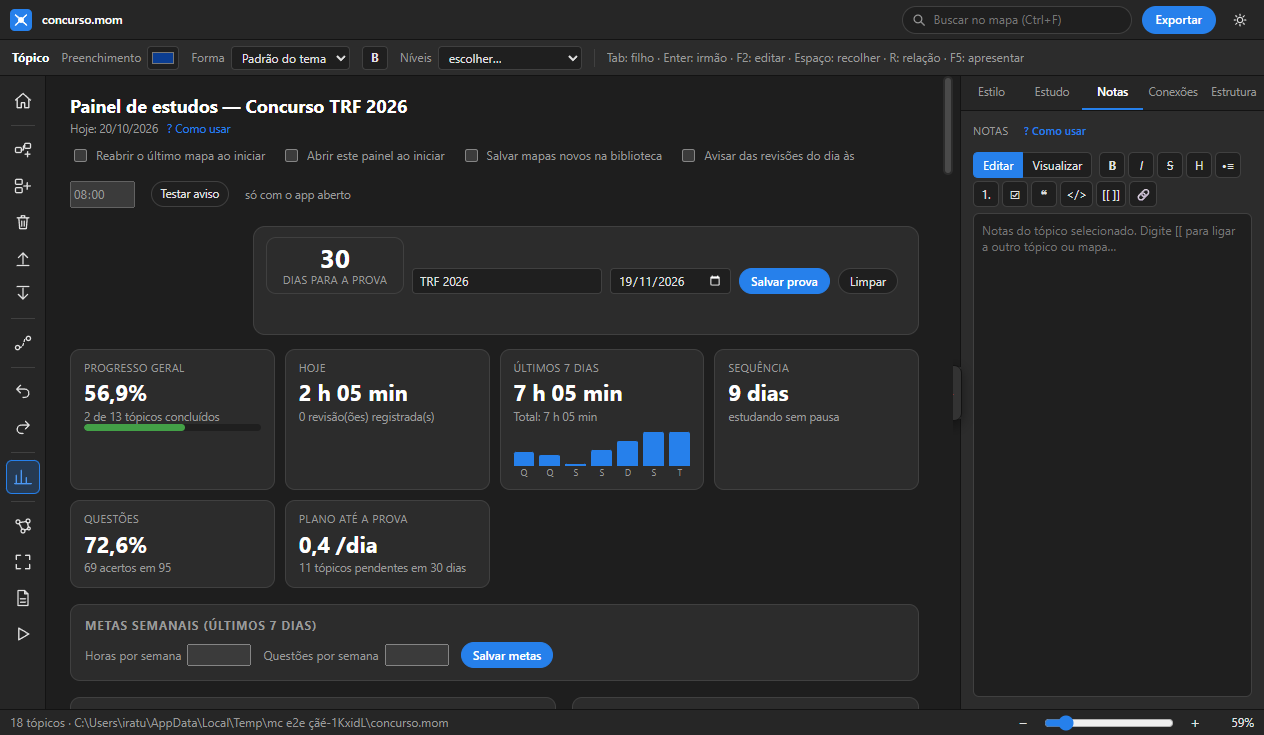 concurso.mom
Buscar no mapa (Ctrl+F)
Exportar
Tópico Preenchimento Forma Padrão do tema B Níveis escolher... Tab: filho · Enter: irmão · F2: editar · Espaço: recolher · R: relação · F5: apresentar
Painel de estudos — Concurso TRF 2026
Hoje: 20/10/2026 ? Como usar
Reabrir o último mapa ao iniciar Abrir este painel ao iniciar Salvar mapas novos na biblioteca Avisar das revisões do dia às
08:00 Testar aviso só com o app aberto
30
DIAS PARA A PROVA
TRF 2026 19/11/2026 Salvar prova Limpar
PROGRESSO GERAL
56,9%
2 de 13 tópicos concluídos
HOJE
2 h 05 min
0 revisão(ões) registrada(s)
ÚLTIMOS 7 DIAS
7 h 05 min
Total: 7 h 05 min
Q Q S S D S T
SEQUÊNCIA
9 dias
estudando sem pausa
QUESTÕES
72,6%
69 acertos em 95
PLANO ATÉ A PROVA
0,4 /dia
11 tópicos pendentes em 30 dias
METAS SEMANAIS (ÚLTIMOS 7 DIAS)
Horas por semana Questões por semana Salvar metas
Estilo Estudo Notas Conexões Estrutura
NOTAS ? Como usar
Editar Visualizar B I S H •≡
1. ☑ ❝ </> [[ ]]
Notas do tópico selecionado. Digite [[ para ligar
a outro tópico ou mapa...
18 tópicos · C:\Users\iratu\AppData\Local\Temp\mc e2e çãé-1KxidL\concurso.mom
− + 59%